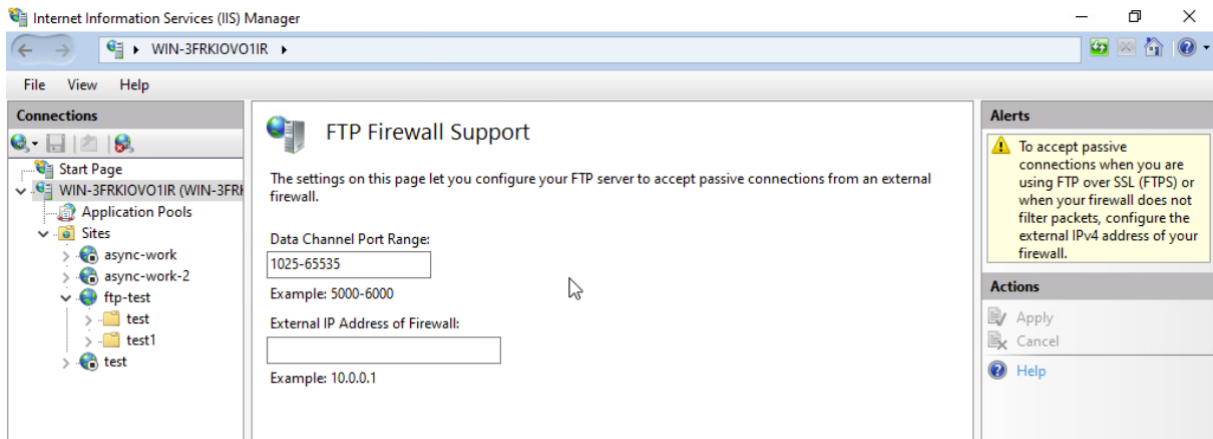 Internet Information Services (IIS) Manager
WIN-3FRKIOVO1IR
File View Help
Connections
Start Page
WIN-3FRKIOVO1IR (WIN-3FRK
Application Pools
Sites
async-work
async-work-2
ftp-test
test
test1
test
FTP Firewall Support
The settings on this page let you configure your FTP server to accept passive connections from an external
firewall.
Data Channel Port Range:
1025-65535
Example: 5000-6000
External IP Address of Firewall:
Example: 10.0.0.1
Alerts
To accept passive
connections when you are
using FTP over SSL (FTPS) or
when your firewall does not
filter packets, configure the
external IPv4 address of your
firewall.
Actions
Apply
Cancel
Help